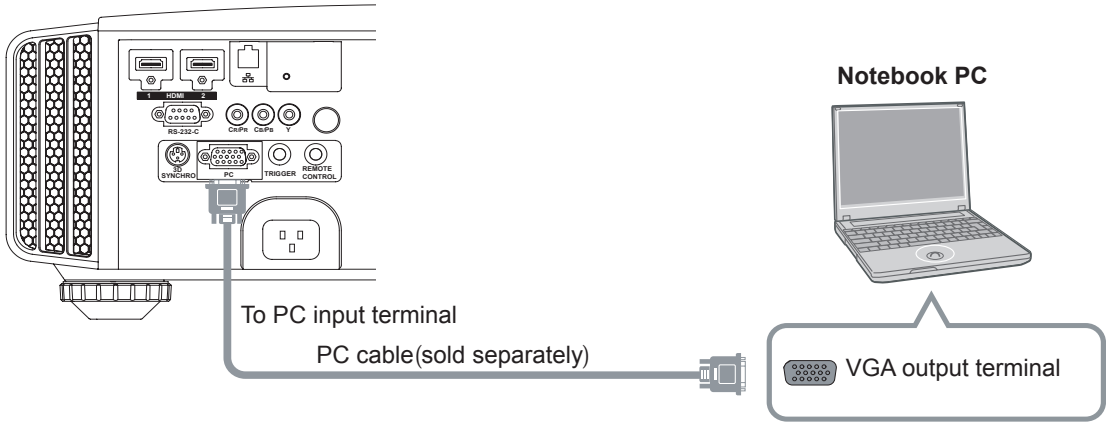 1 HDMI 2
RS-232-C
CR/PR CB/PB Y
3D
SYNCHRO
PC
TRIGGER
REMOTE
CONTROL
To PC input terminal
PC cable(sold separately)
Notebook PC
VGA output terminal